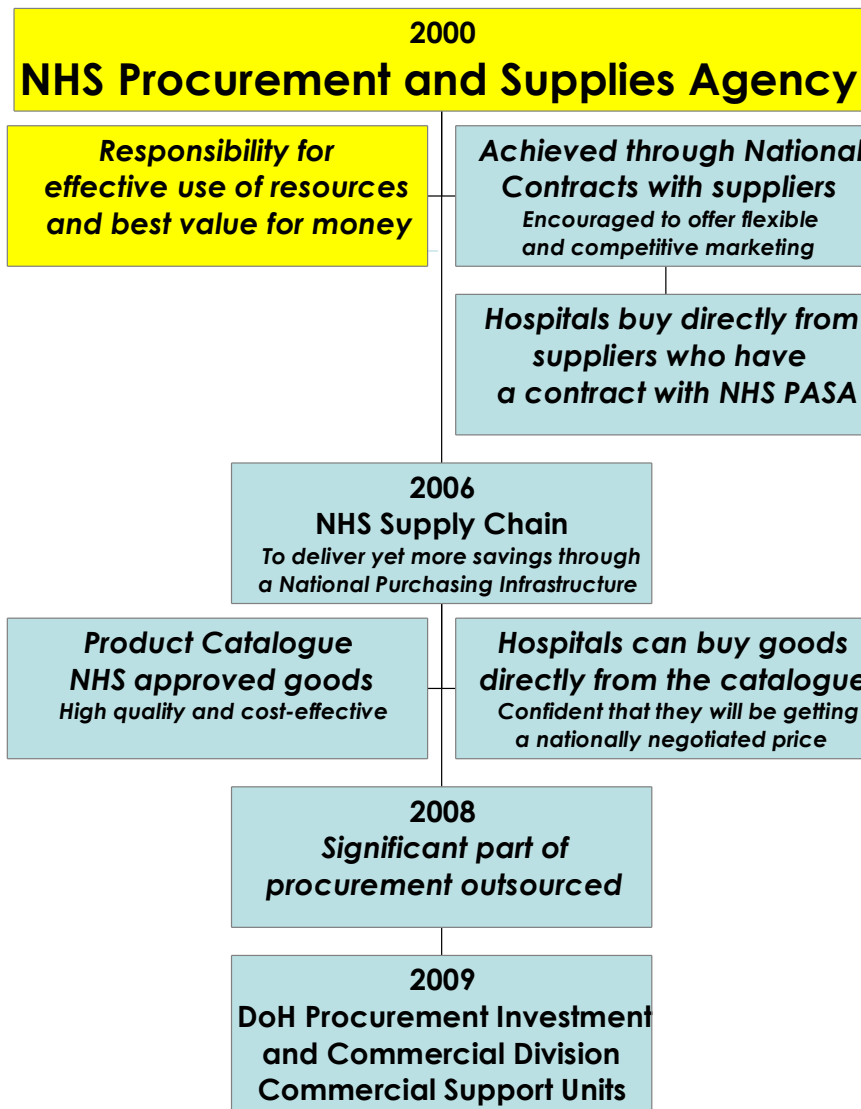 2000
NHS Procurement and Supplies Agency
Responsibility for
effective use of resources
and best value for money
Achieved through National
Contracts with suppliers
Encouraged to offer flexible
and competitive marketing
Hospitals buy directly from
suppliers who have
a contract with NHS PASA
2006
NHS Supply Chain
To deliver yet more savings through
a National Purchasing Infrastructure
Product Catalogue
NHS approved goods
High quality and cost-effective
Hospitals can buy goods
directly from the catalogue
Confident that they will be getting
a nationally negotiated price
2008
Significant part of
procurement outsourced
2009
DoH Procurement Investment
and Commercial Division
Commercial Support Units